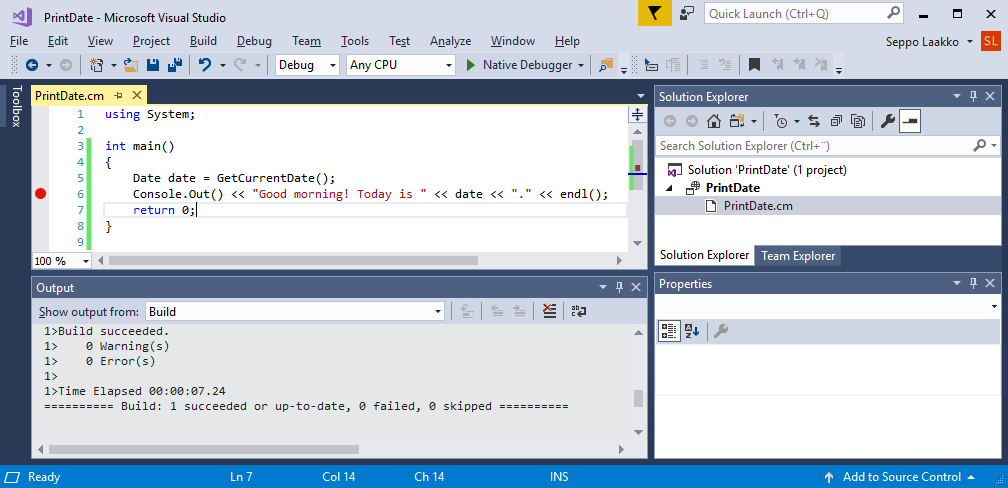 PrintDate - Microsoft Visual Studio
Quick Launch (Ctrl+Q)
File Edit View Project Build Debug Team Tools Test Analyze Window Help
Seppo Laakko SL
Debug Any CPU Native Debugger
Toolbox
PrintDate.cm
1 using System;
2
3 int main()
4 {
5 Date date = GetCurrentDate();
6 Console.Out() << "Good morning! Today is " << date << "." << endl();
7 return 0;
8 }
9
100 %
Solution Explorer
Search Solution Explorer (Ctrl+¨)
Solution 'PrintDate' (1 project)
PrintDate
PrintDate.cm
Solution Explorer Team Explorer
Output
Show output from: Build
1>Build succeeded.
1> 0 Warning(s)
1> 0 Error(s)
1>
1>Time Elapsed 00:00:07.24
========== Build: 1 succeeded or up-to-date, 0 failed, 0 skipped ==========
Properties
Ready Ln 7 Col 14 Ch 14 INS Add to Source Control